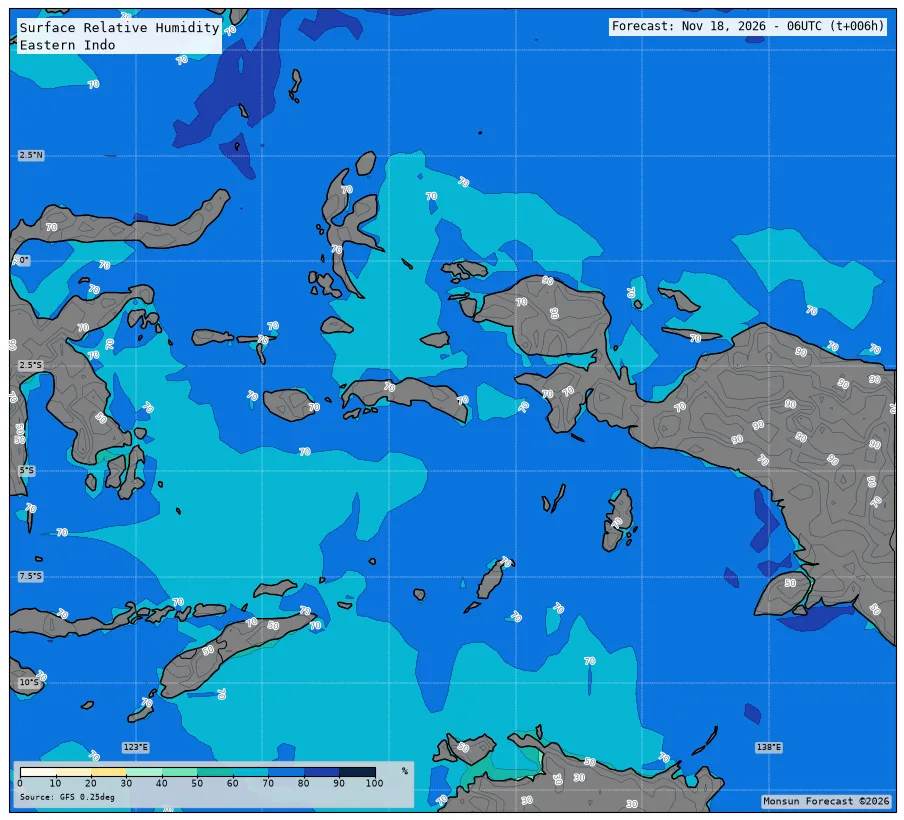 Surface Relative Humidity
Eastern Indo
Forecast: Nov 18, 2026 - 06UTC (t+006h)
2.5°N
0°
2.5°S
5°S
7.5°S
10°S
123°E
138°E
0 10 20 30 40 50 60 70 80 90 100 %
Source: GFS 0.25deg
Monsun Forecast ©2026